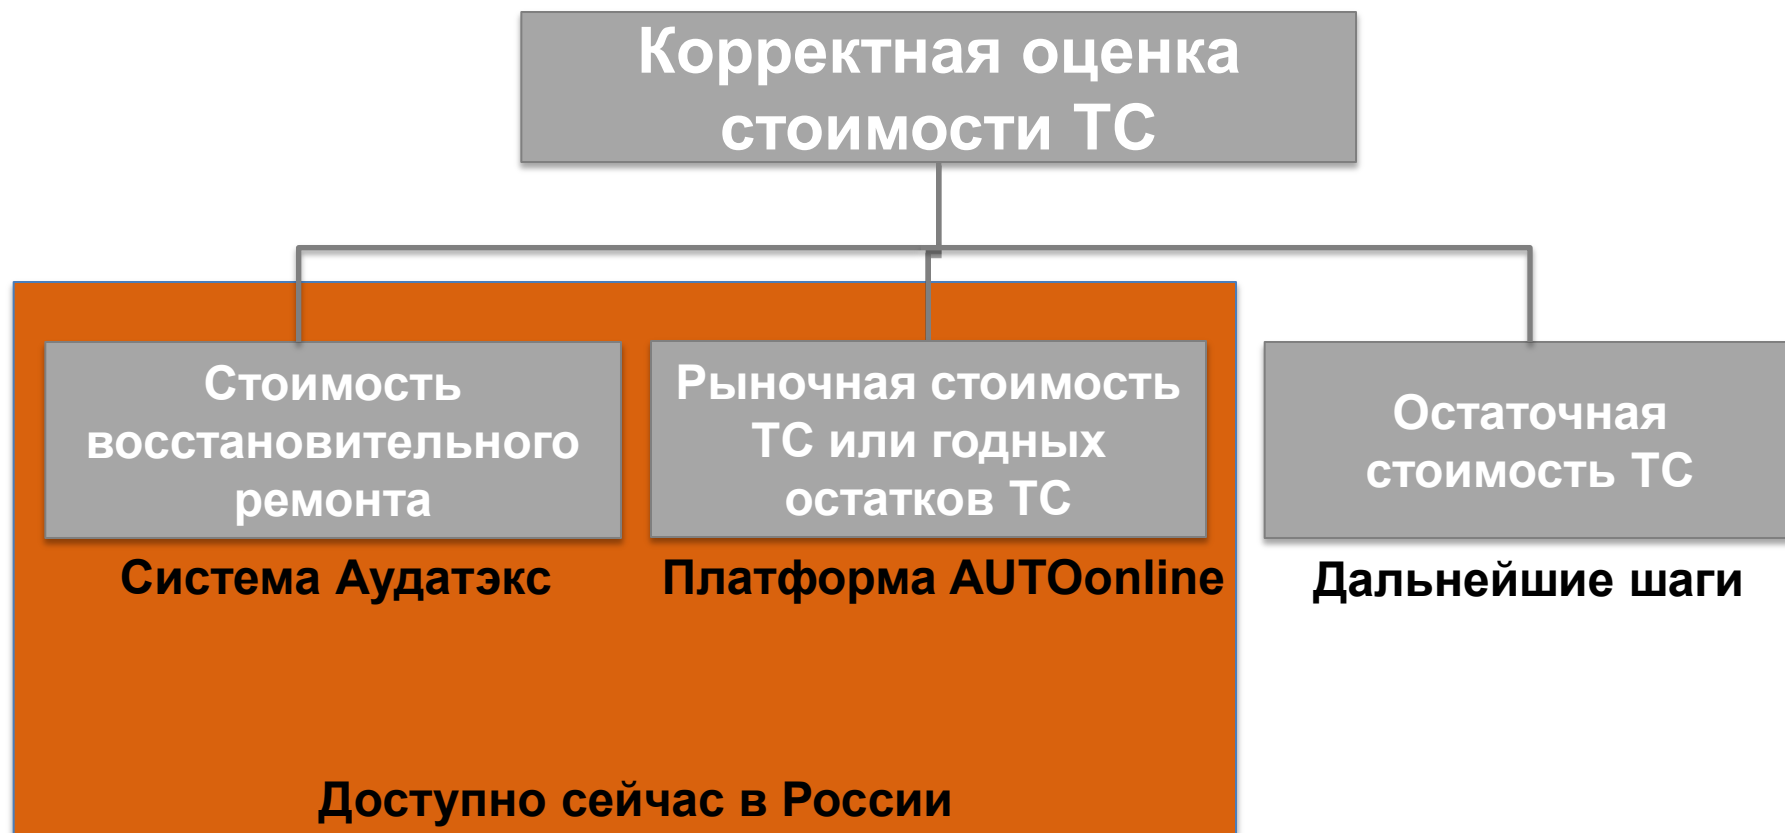 Корректная оценка
стоимости ТС
Стоимость
восстановительного
ремонта
Рыночная стоимость
ТС или годных
остатков ТС
Остаточная
стоимость ТС
Система Аудатэкс
Платформа AUTOonline
Дальнейшие шаги
Доступно сейчас в России